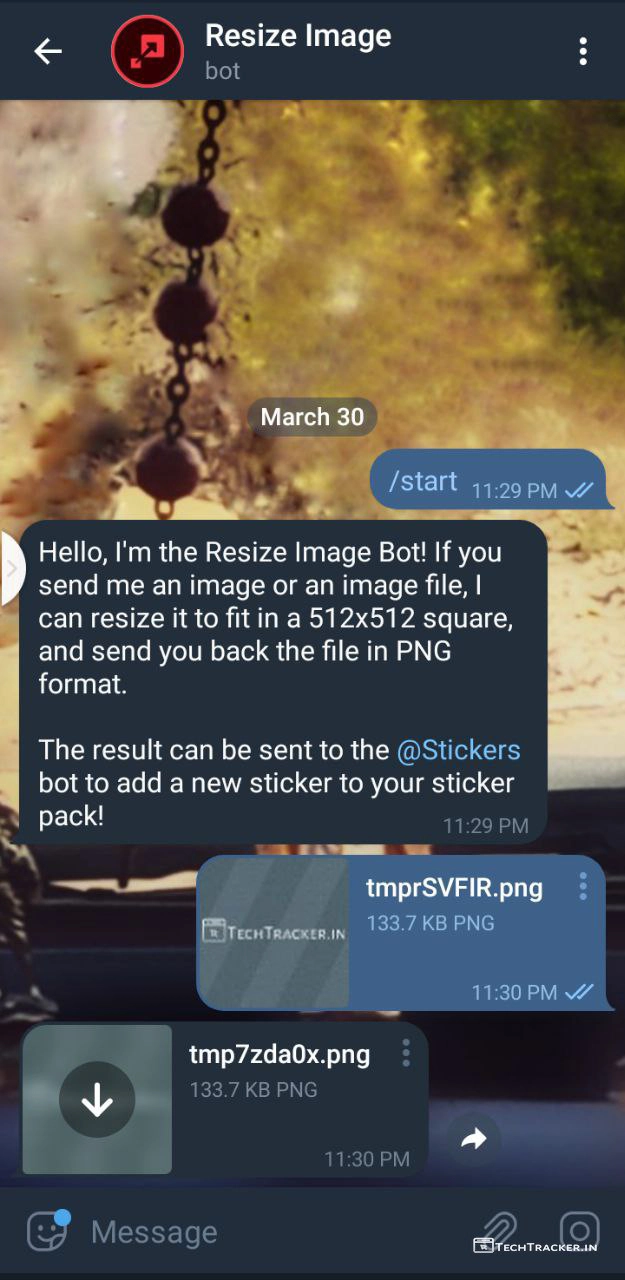 Resize Image
bot
March 30
/start 11:29 PM
Hello, I'm the Resize Image Bot! If you
send me an image or an image file, I
can resize it to fit in a 512x512 square,
and send you back the file in PNG
format.
The result can be sent to the @Stickers
bot to add a new sticker to your sticker
pack!
11:29 PM
TECHTRACKER.IN
tmprSVFIR.png
133.7 KB PNG
11:30 PM
tmp7zda0x.png
133.7 KB PNG
11:30 PM
Message
TECHTRACKER.IN